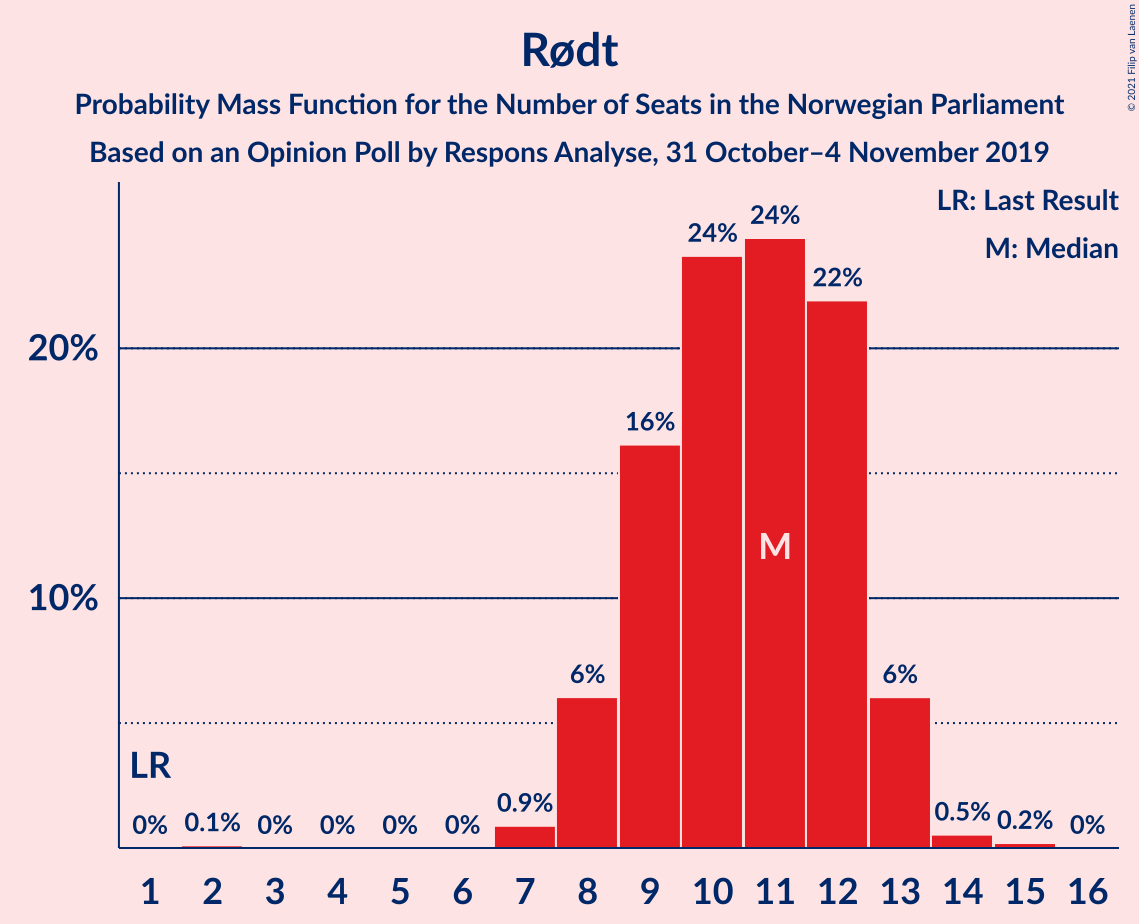 Rødt
Probability Mass Function for the Number of Seats in the Norwegian Parliament
Based on an Opinion Poll by Respons Analyse, 31 October–4 November 2019
© 2021 Filip van Laenen
LR: Last Result
M: Median
24%
24%
22%
20%
16%
M
10%
6%
6%
LR
0%
0.1%
0%
0%
0%
0%
0.9%
0.5%
0.2%
0%
1 2 3 4 5 6 7 8 9 10 11 12 13 14 15 16